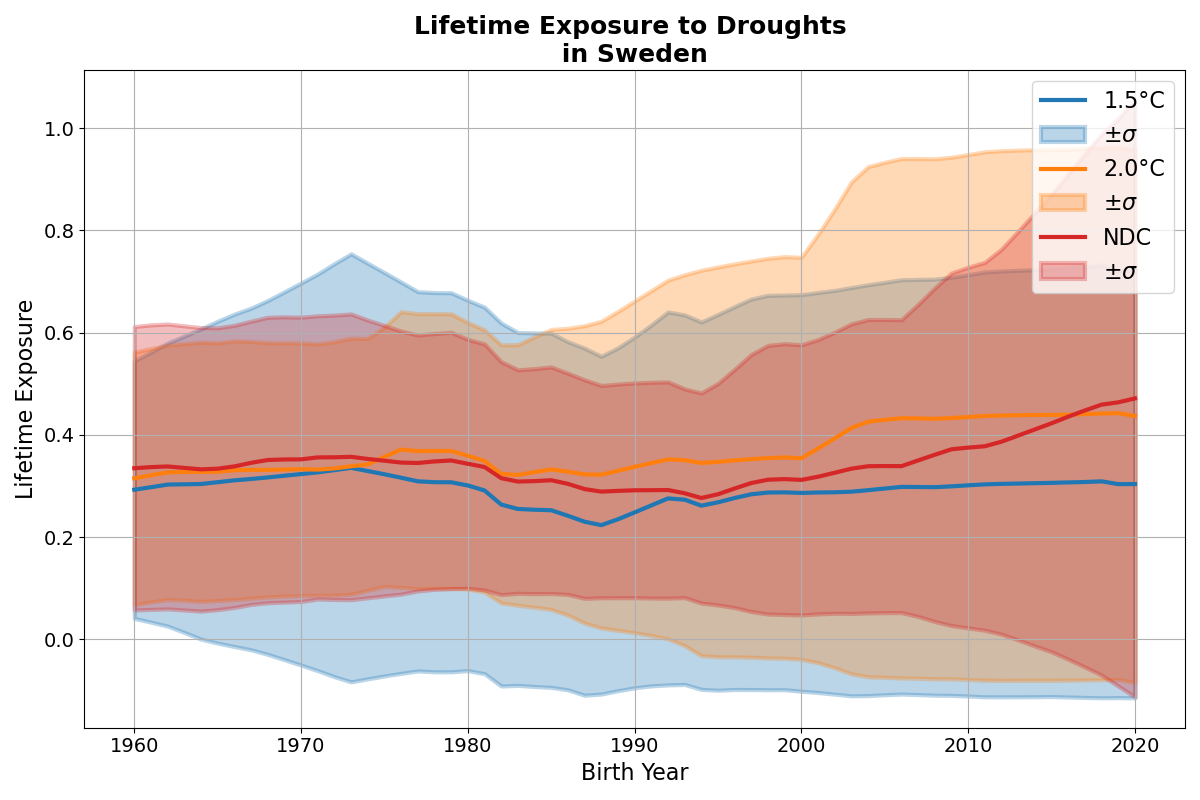 Lifetime Exposure to Droughts
in Sweden
1.5°C
±σ
2.0°C
±σ
NDC
±σ
Lifetime Exposure
1.0
0.8
0.6
0.4
0.2
0.0
1960 1970 1980 1990 2000 2010 2020
Birth Year